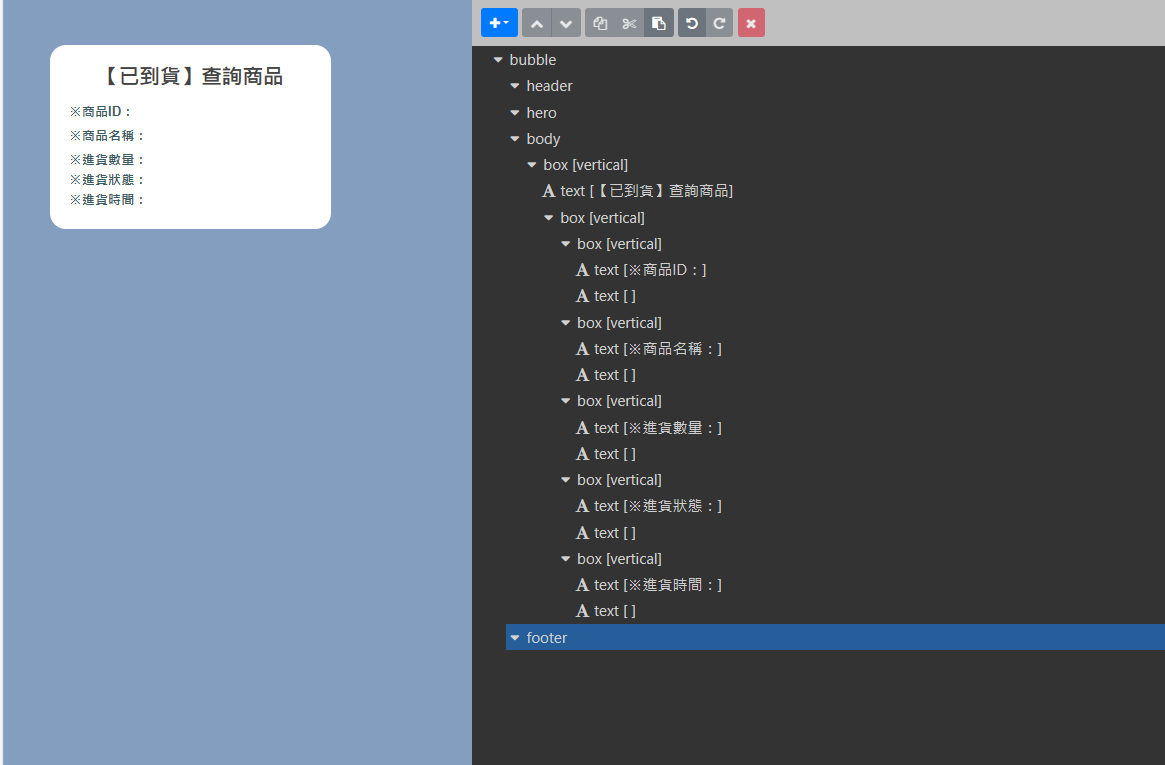 【已到貨】查詢商品
※商品ID：
※商品名稱：
※進貨數量：
※進貨狀態：
※進貨時間：
bubble
header
hero
body
box [vertical]
A text [【已到貨】查詢商品]
box [vertical]
box [vertical]
A text [※商品ID：]
A text [ ]
box [vertical]
A text [※商品名稱：]
A text [ ]
box [vertical]
A text [※進貨數量：]
A text [ ]
box [vertical]
A text [※進貨狀態：]
A text [ ]
box [vertical]
A text [※進貨時間：]
A text [ ]
footer